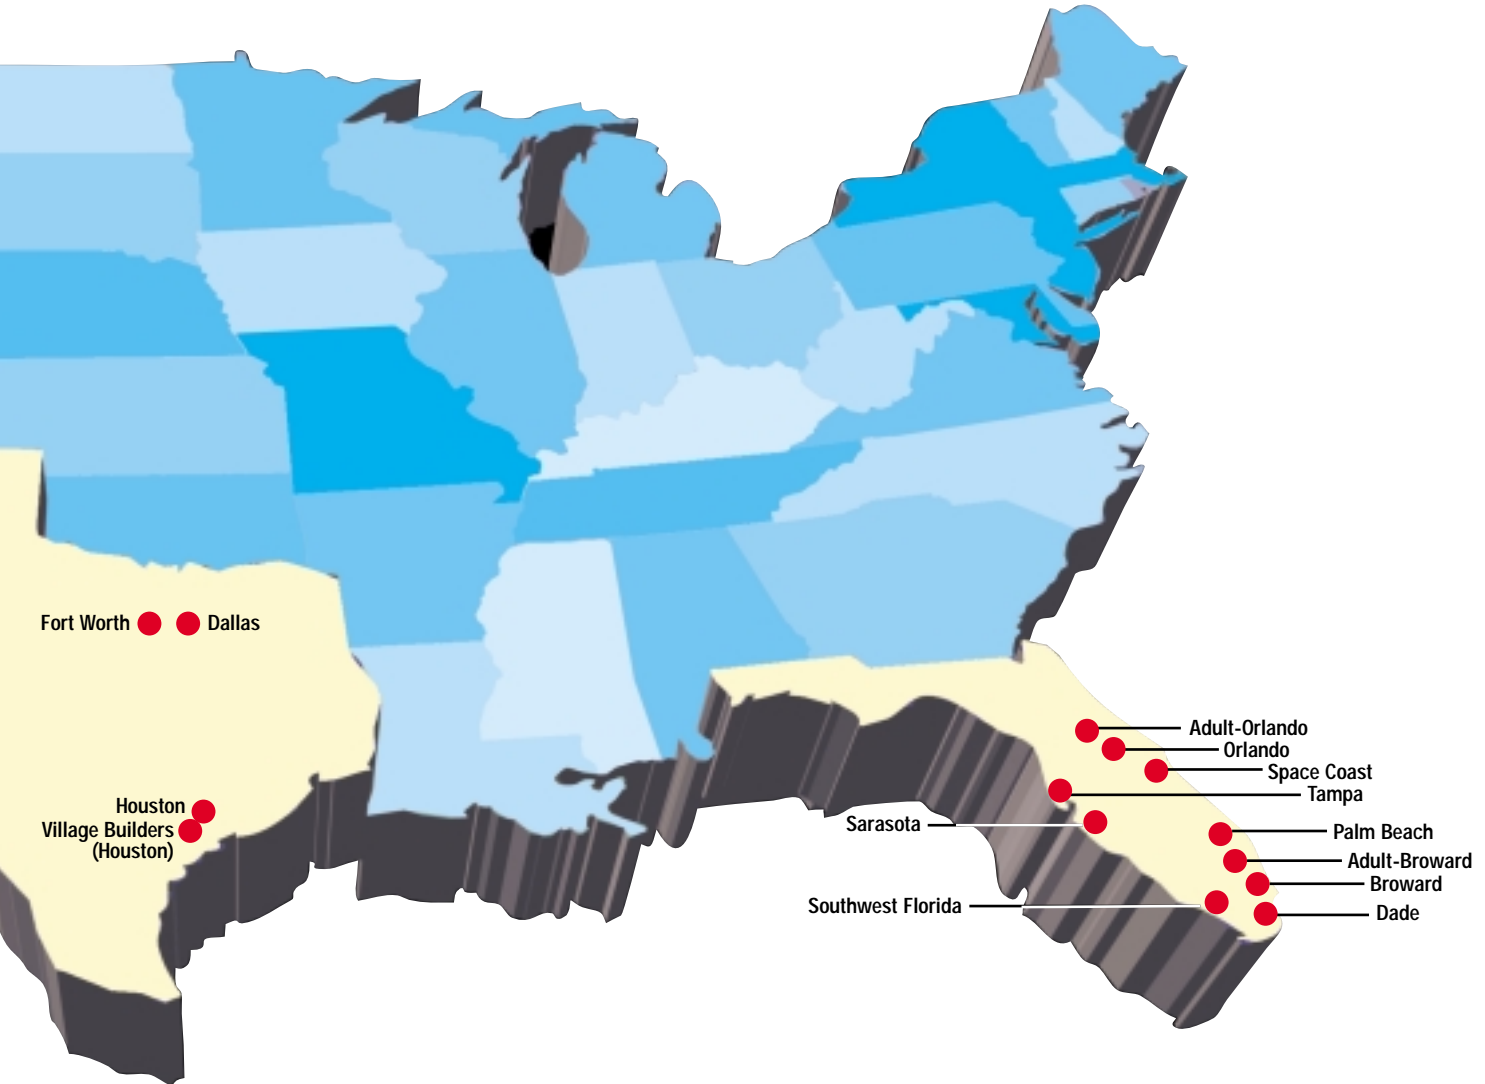 Fort Worth
Dallas
Houston
Village Builders
(Houston)
Adult-Orlando
Orlando
Space Coast
Tampa
Sarasota
Palm Beach
Adult-Broward
Broward
Southwest Florida
Dade